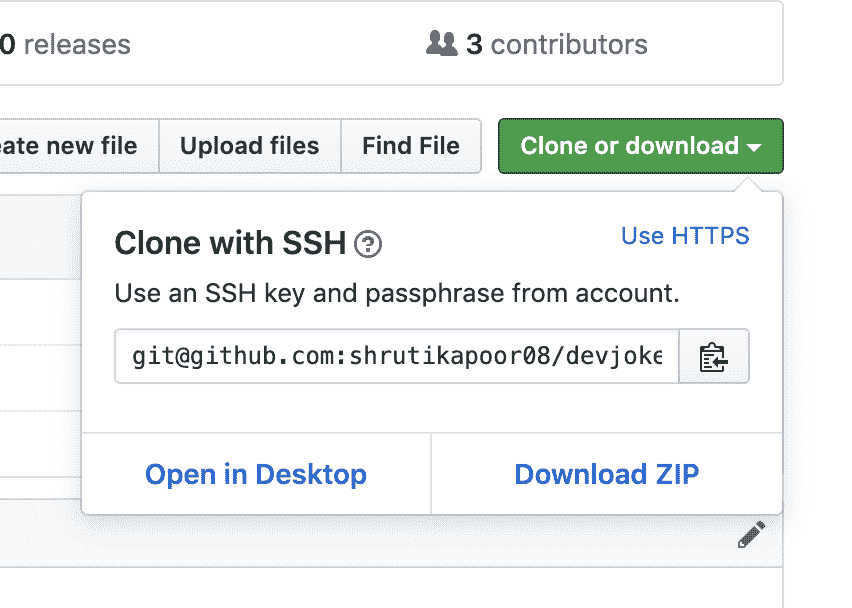 0 releases
3 contributors
eate new file
Upload files
Find File
Clone or download
Clone with SSH ?
Use HTTPS
Use an SSH key and passphrase from account.
git@github.com:shrutikapoor08/devjoke
Open in Desktop
Download ZIP